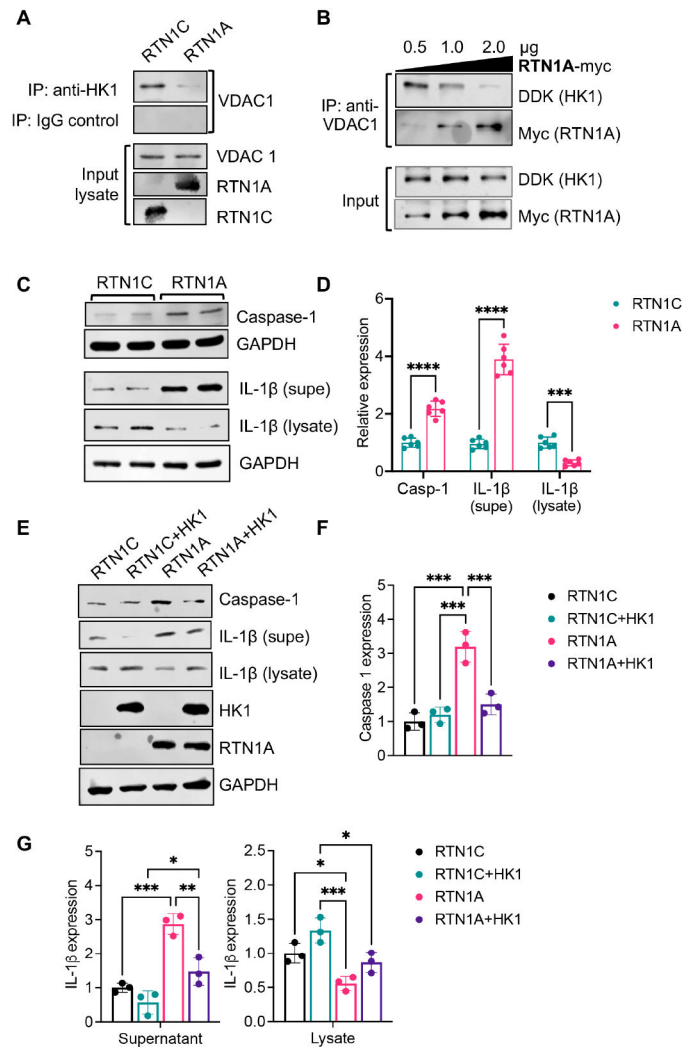 A
RTN1C
RTN1A
IP: anti-HK1
IP: IgG control
VDAC1
Input
lysate
VDAC 1
RTN1A
RTN1C
B
0.5 1.0 2.0 µg
RTN1A-myc
IP: anti-
VDAC1
DDK (HK1)
Myc (RTN1A)
Input
DDK (HK1)
Myc (RTN1A)
C
RTN1C RTN1A
Caspase-1
GAPDH
IL-1β (supe)
IL-1β (lysate)
GAPDH
D
Relative expression
6
4
2
0
****
****
***
Casp-1 IL-1β IL-1β
(supe) (lysate)
RTN1C
RTN1A
E
RTN1C
RTN1C+HK1
RTN1A
RTN1A+HK1
Caspase-1
IL-1β (supe)
IL-1β (lysate)
HK1
RTN1A
GAPDH
F
Caspase 1 expression
5
4
3
2
1
0
*** ***
***
RTN1C
RTN1C+HK1
RTN1A
RTN1A+HK1
G
IL-1β expression
5
4
3
2
1
0
*
*** **
Supernatant
IL-1β expression
2.0
1.5
1.0
0.5
0.0
*
*
***
Lysate
RTN1C
RTN1C+HK1
RTN1A
RTN1A+HK1